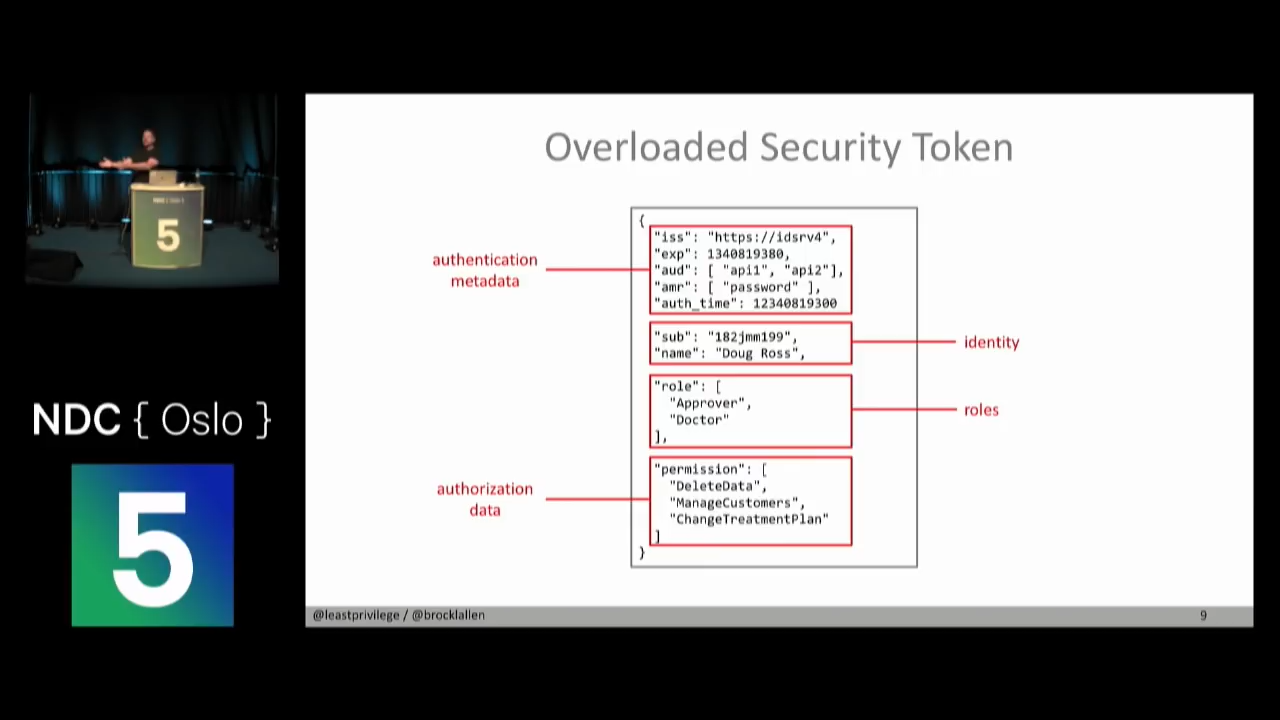 Overloaded Security Token
{
"iss": "https://idsrv4",
"exp": 1340819380,
"aud": [ "api1", "api2"],
"amr": [ "password" ],
"auth_time": 12340819300
authentication
metadata
"sub": "182jmm199",
"name": "Doug Ross",
identity
"role": [
"Approver",
"Doctor"
],
roles
"permission": [
"DeleteData",
"ManageCustomers",
"ChangeTreatmentPlan"
]
}
authorization
data
@leastprivilege / @brocklallen
9
NDC { Oslo }
5
5